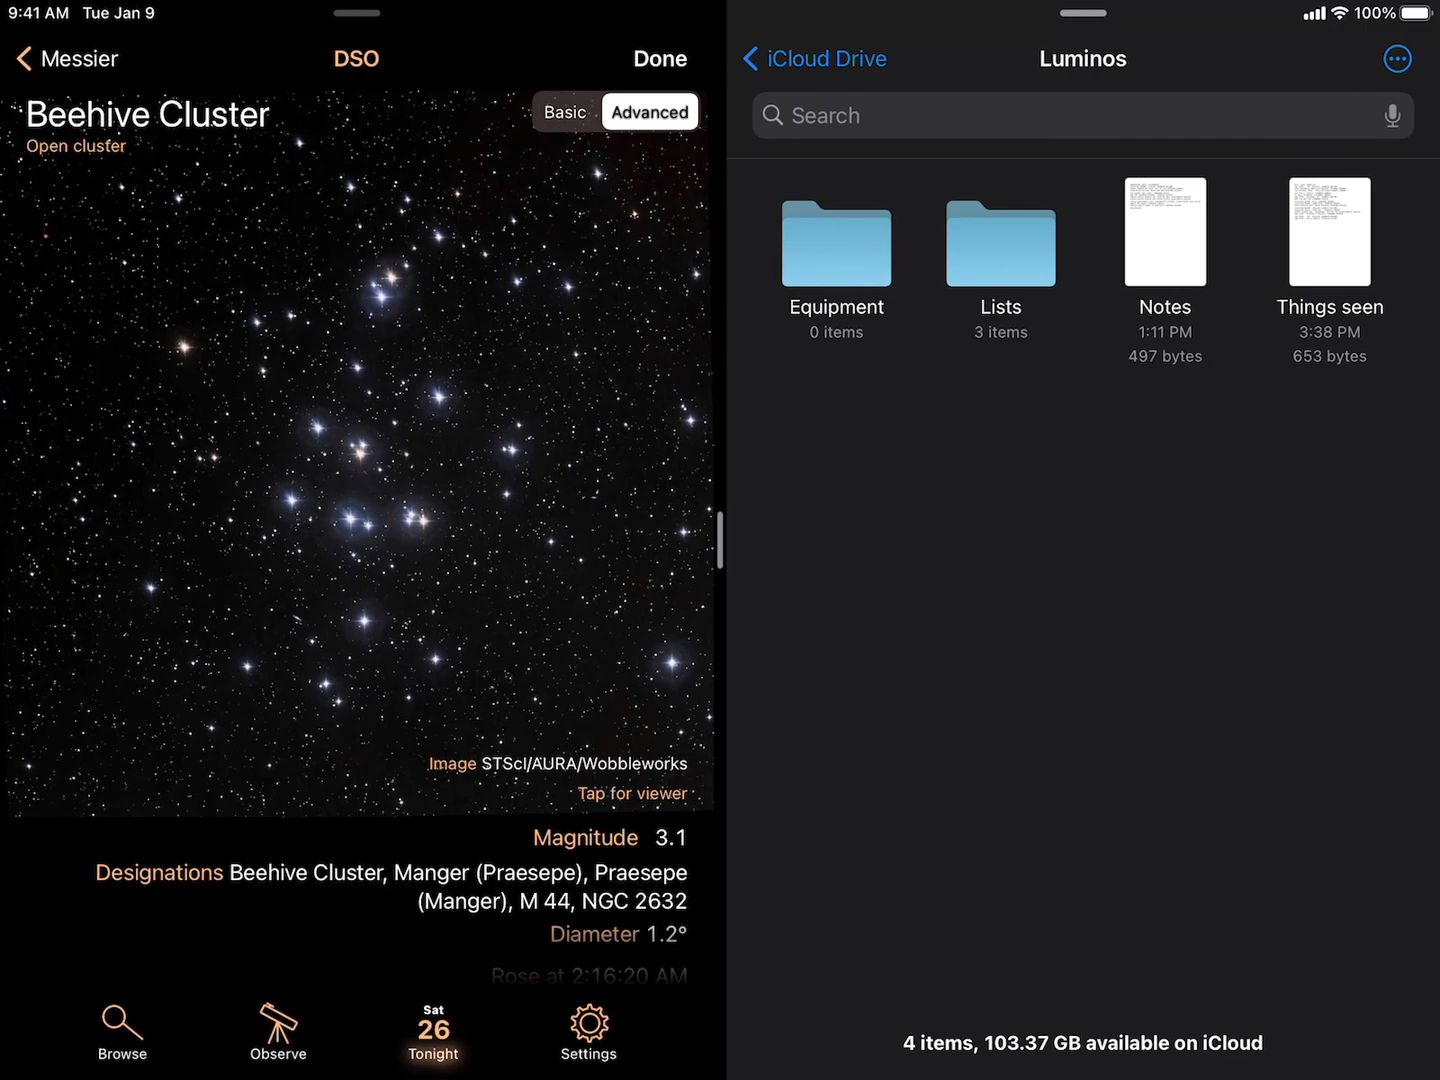 9:41 AM Tue Jan 9
Messier
DSO
Done
Beehive Cluster
Open cluster
Basic
Advanced
Image STScI/AURA/Wobbleworks
Tap for viewer
Magnitude 3.1
Designations Beehive Cluster, Manger (Praesepe), Praesepe
(Manger), M 44, NGC 2632
Diameter 1.2°
Rose at 2:16:20 AM
Browse
Observe
Sat
26
Tonight
Settings
100%
iCloud Drive
Luminos
Search
Equipment
0 items
Lists
3 items
Notes
1:11 PM
497 bytes
Things seen
3:38 PM
653 bytes
4 items, 103.37 GB available on iCloud